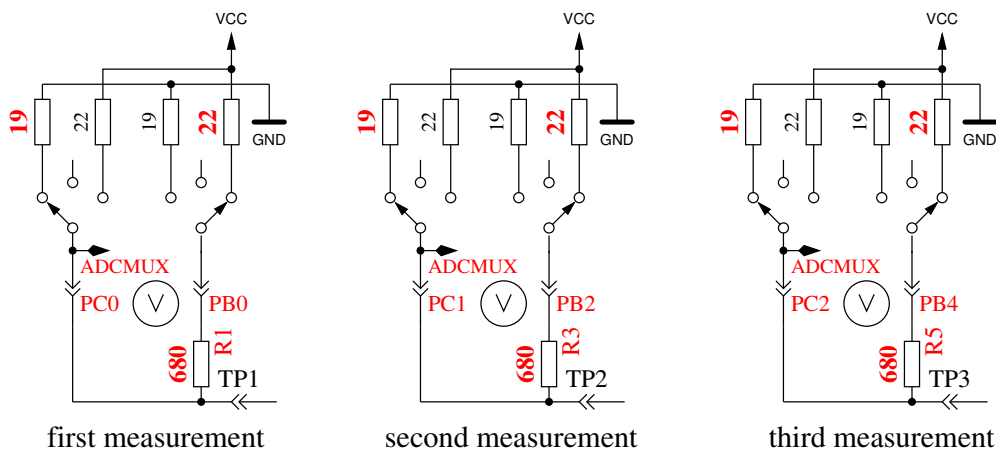 VCC VCC VCC
19 22 19 22 19 22 19 22 19 22 19 22
GND GND GND
ADCMUX ADCMUX ADCMUX
PC0 V PB0 PC1 V PB2 PC2 V PB4
680 R1 680 R3 680 R5
TP1 TP2 TP3
first measurement second measurement third measurement